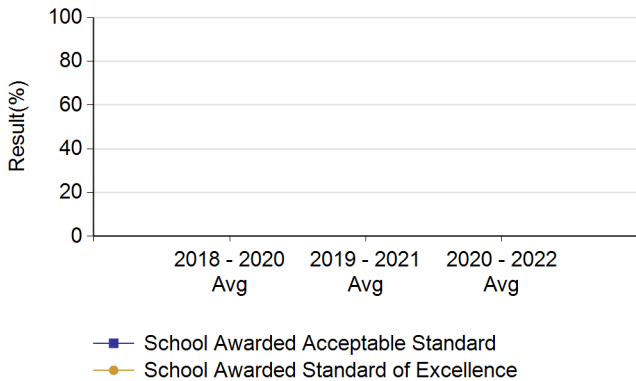 100
80
60
40
20
0
Result(%)
2018 - 2020
Avg
2019 - 2021
Avg
2020 - 2022
Avg
School Awarded Acceptable Standard
School Awarded Standard of Excellence